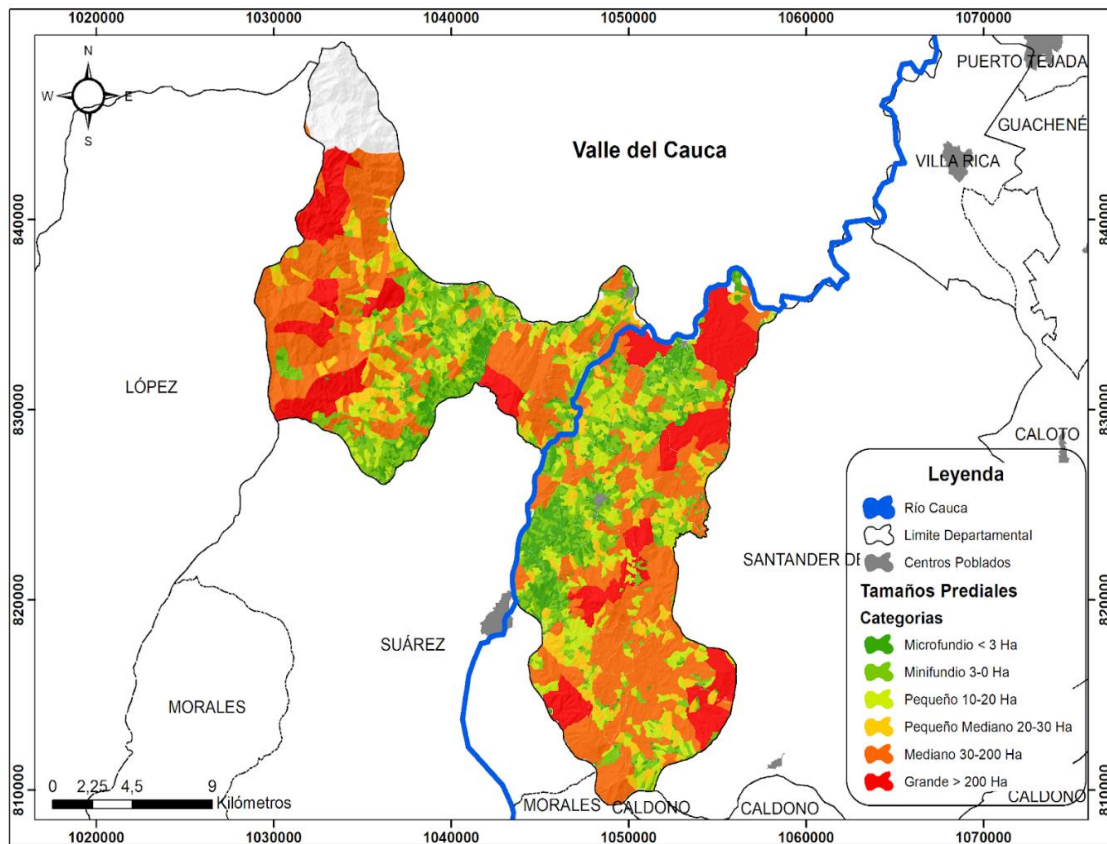 1020000 1030000 1040000 1050000 1060000 1070000
N
W E
S
PUERTO TEJADA
GUACHENÉ
Valle del Cauca
VILLA RICA
840000 840000
LÓPEZ
830000 830000
CALOTO
Leyenda
Río Cauca
Limite Departamental
Centros Poblados
Tamaños Prediales
Categorias
Microfundio < 3 Ha
Minifundio 3-0 Ha
Pequeño 10-20 Ha
Pequeño Mediano 20-30 Ha
Mediano 30-200 Ha
Grande > 200 Ha
SANTANDER DE
820000 820000
SUÁREZ
MORALES
810000 810000
0 2,25 4,5 9
Kilómetros
MORALES CALDONO CALDONO CALDONO
1020000 1030000 1040000 1050000 1060000 1070000